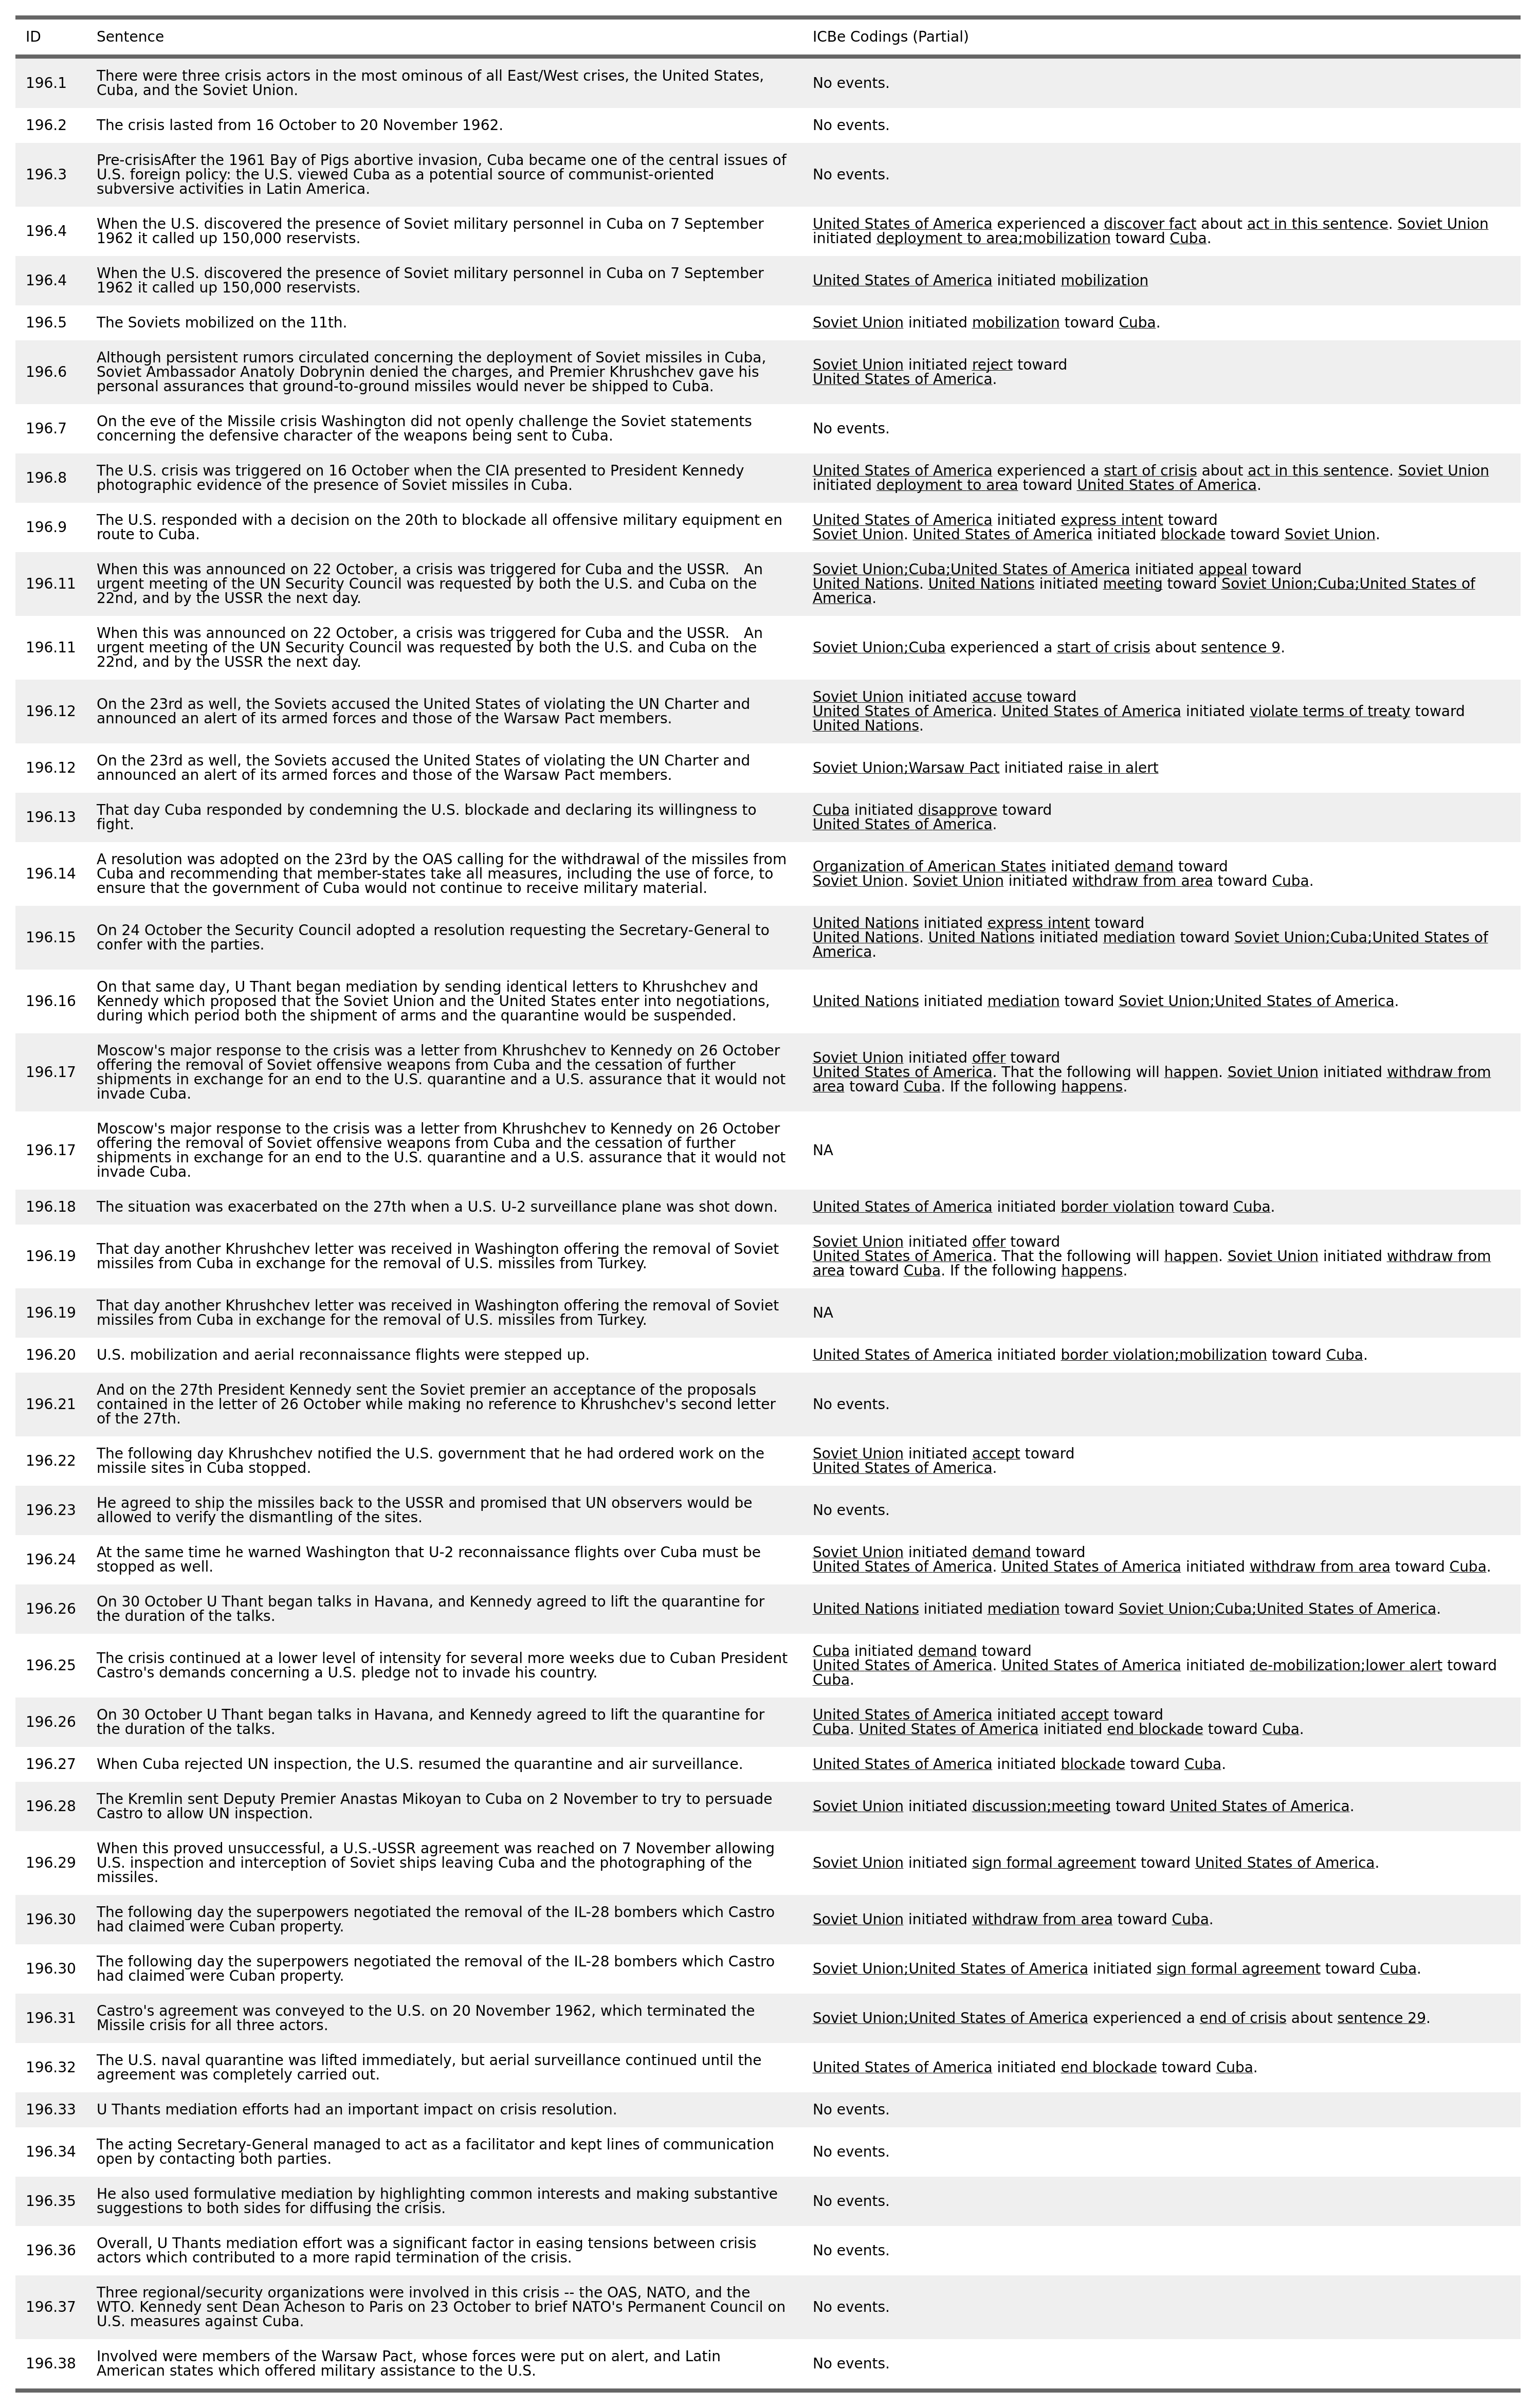 ID Sentence ICBe Codings (Partial)
196.1 There were three crisis actors in the most ominous of all East/West crises, the United States, No events.
Cuba, and the Soviet Union.
196.2 The crisis lasted from 16 October to 20 November 1962. No events.
196.3 Pre-crisisAfter the 1961 Bay of Pigs abortive invasion, Cuba became one of the central issues of No events.
U.S. foreign policy: the U.S. viewed Cuba as a potential source of communist-oriented
subversive activities in Latin America.
196.4 When the U.S. discovered the presence of Soviet military personnel in Cuba on 7 September United States of America experienced a discover fact about act in this sentence. Soviet Union
1962 it called up 150,000 reservists. initiated deployment to area;mobilization toward Cuba.
196.4 When the U.S. discovered the presence of Soviet military personnel in Cuba on 7 September United States of America initiated mobilization
1962 it called up 150,000 reservists.
196.5 The Soviets mobilized on the 11th. Soviet Union initiated mobilization toward Cuba.
196.6 Although persistent rumors circulated concerning the deployment of Soviet missiles in Cuba, Soviet Union initiated reject toward
Soviet Ambassador Anatoly Dobrynin denied the charges, and Premier Khrushchev gave his United States of America.
personal assurances that ground-to-ground missiles would never be shipped to Cuba.
196.7 On the eve of the Missile crisis Washington did not openly challenge the Soviet statements No events.
concerning the defensive character of the weapons being sent to Cuba.
196.8 The U.S. crisis was triggered on 16 October when the CIA presented to President Kennedy United States of America experienced a start of crisis about act in this sentence. Soviet Union
photographic evidence of the presence of Soviet missiles in Cuba. initiated deployment to area toward United States of America.
196.9 The U.S. responded with a decision on the 20th to blockade all offensive military equipment en United States of America initiated express intent toward
route to Cuba. Soviet Union. United States of America initiated blockade toward Soviet Union.
196.11 When this was announced on 22 October, a crisis was triggered for Cuba and the USSR. An Soviet Union;Cuba;United States of America initiated appeal toward
urgent meeting of the UN Security Council was requested by both the U.S. and Cuba on the United Nations. United Nations initiated meeting toward Soviet Union;Cuba;United States of
22nd, and by the USSR the next day. America.
196.11 When this was announced on 22 October, a crisis was triggered for Cuba and the USSR. An Soviet Union;Cuba experienced a start of crisis about sentence 9.
urgent meeting of the UN Security Council was requested by both the U.S. and Cuba on the
22nd, and by the USSR the next day.
196.12 On the 23rd as well, the Soviets accused the United States of violating the UN Charter and Soviet Union initiated accuse toward
announced an alert of its armed forces and those of the Warsaw Pact members. United States of America. United States of America initiated violate terms of treaty toward
United Nations.
196.12 On the 23rd as well, the Soviets accused the United States of violating the UN Charter and Soviet Union;Warsaw Pact initiated raise in alert
announced an alert of its armed forces and those of the Warsaw Pact members.
196.13 That day Cuba responded by condemning the U.S. blockade and declaring its willingness to Cuba initiated disapprove toward
fight. United States of America.
196.14 A resolution was adopted on the 23rd by the OAS calling for the withdrawal of the missiles from Organization of American States initiated demand toward
Cuba and recommending that member-states take all measures, including the use of force, to Soviet Union. Soviet Union initiated withdraw from area toward Cuba.
ensure that the government of Cuba would not continue to receive military material.
196.15 On 24 October the Security Council adopted a resolution requesting the Secretary-General to United Nations initiated express intent toward
confer with the parties. United Nations. United Nations initiated mediation toward Soviet Union;Cuba;United States of
America.
196.16 On that same day, U Thant began mediation by sending identical letters to Khrushchev and United Nations initiated mediation toward Soviet Union;United States of America.
Kennedy which proposed that the Soviet Union and the United States enter into negotiations,
during which period both the shipment of arms and the quarantine would be suspended.
196.17 Moscow's major response to the crisis was a letter from Khrushchev to Kennedy on 26 October Soviet Union initiated offer toward
offering the removal of Soviet offensive weapons from Cuba and the cessation of further United States of America. That the following will happen. Soviet Union initiated withdraw from
shipments in exchange for an end to the U.S. quarantine and a U.S. assurance that it would not area toward Cuba. If the following happens.
invade Cuba.
196.17 Moscow's major response to the crisis was a letter from Khrushchev to Kennedy on 26 October NA
offering the removal of Soviet offensive weapons from Cuba and the cessation of further
shipments in exchange for an end to the U.S. quarantine and a U.S. assurance that it would not
invade Cuba.
196.18 The situation was exacerbated on the 27th when a U.S. U-2 surveillance plane was shot down. United States of America initiated border violation toward Cuba.
196.19 That day another Khrushchev letter was received in Washington offering the removal of Soviet Soviet Union initiated offer toward
missiles from Cuba in exchange for the removal of U.S. missiles from Turkey. United States of America. That the following will happen. Soviet Union initiated withdraw from
area toward Cuba. If the following happens.
196.19 That day another Khrushchev letter was received in Washington offering the removal of Soviet NA
missiles from Cuba in exchange for the removal of U.S. missiles from Turkey.
196.20 U.S. mobilization and aerial reconnaissance flights were stepped up. United States of America initiated border violation;mobilization toward Cuba.
196.21 And on the 27th President Kennedy sent the Soviet premier an acceptance of the proposals No events.
contained in the letter of 26 October while making no reference to Khrushchev's second letter
of the 27th.
196.22 The following day Khrushchev notified the U.S. government that he had ordered work on the Soviet Union initiated accept toward
missile sites in Cuba stopped. United States of America.
196.23 He agreed to ship the missiles back to the USSR and promised that UN observers would be No events.
allowed to verify the dismantling of the sites.
196.24 At the same time he warned Washington that U-2 reconnaissance flights over Cuba must be Soviet Union initiated demand toward
stopped as well. United States of America. United States of America initiated withdraw from area toward Cuba.
196.26 On 30 October U Thant began talks in Havana, and Kennedy agreed to lift the quarantine for United Nations initiated mediation toward Soviet Union;Cuba;United States of America.
the duration of the talks.
196.25 The crisis continued at a lower level of intensity for several more weeks due to Cuban President Cuba initiated demand toward
Castro's demands concerning a U.S. pledge not to invade his country. United States of America. United States of America initiated de-mobilization;lower alert toward
Cuba.
196.26 On 30 October U Thant began talks in Havana, and Kennedy agreed to lift the quarantine for United States of America initiated accept toward
the duration of the talks. Cuba. United States of America initiated end blockade toward Cuba.
196.27 When Cuba rejected UN inspection, the U.S. resumed the quarantine and air surveillance. United States of America initiated blockade toward Cuba.
196.28 The Kremlin sent Deputy Premier Anastas Mikoyan to Cuba on 2 November to try to persuade Soviet Union initiated discussion;meeting toward United States of America.
Castro to allow UN inspection.
196.29 When this proved unsuccessful, a U.S.-USSR agreement was reached on 7 November allowing Soviet Union initiated sign formal agreement toward United States of America.
U.S. inspection and interception of Soviet ships leaving Cuba and the photographing of the
missiles.
196.30 The following day the superpowers negotiated the removal of the IL-28 bombers which Castro Soviet Union initiated withdraw from area toward Cuba.
had claimed were Cuban property.
196.30 The following day the superpowers negotiated the removal of the IL-28 bombers which Castro Soviet Union;United States of America initiated sign formal agreement toward Cuba.
had claimed were Cuban property.
196.31 Castro's agreement was conveyed to the U.S. on 20 November 1962, which terminated the Soviet Union;United States of America experienced a end of crisis about sentence 29.
Missile crisis for all three actors.
196.32 The U.S. naval quarantine was lifted immediately, but aerial surveillance continued until the United States of America initiated end blockade toward Cuba.
agreement was completely carried out.
196.33 U Thants mediation efforts had an important impact on crisis resolution. No events.
196.34 The acting Secretary-General managed to act as a facilitator and kept lines of communication No events.
open by contacting both parties.
196.35 He also used formulative mediation by highlighting common interests and making substantive No events.
suggestions to both sides for diffusing the crisis.
196.36 Overall, U Thants mediation effort was a significant factor in easing tensions between crisis No events.
actors which contributed to a more rapid termination of the crisis.
196.37 Three regional/security organizations were involved in this crisis -- the OAS, NATO, and the No events.
WTO. Kennedy sent Dean Acheson to Paris on 23 October to brief NATO's Permanent Council on
U.S. measures against Cuba.
196.38 Involved were members of the Warsaw Pact, whose forces were put on alert, and Latin No events.
American states which offered military assistance to the U.S.